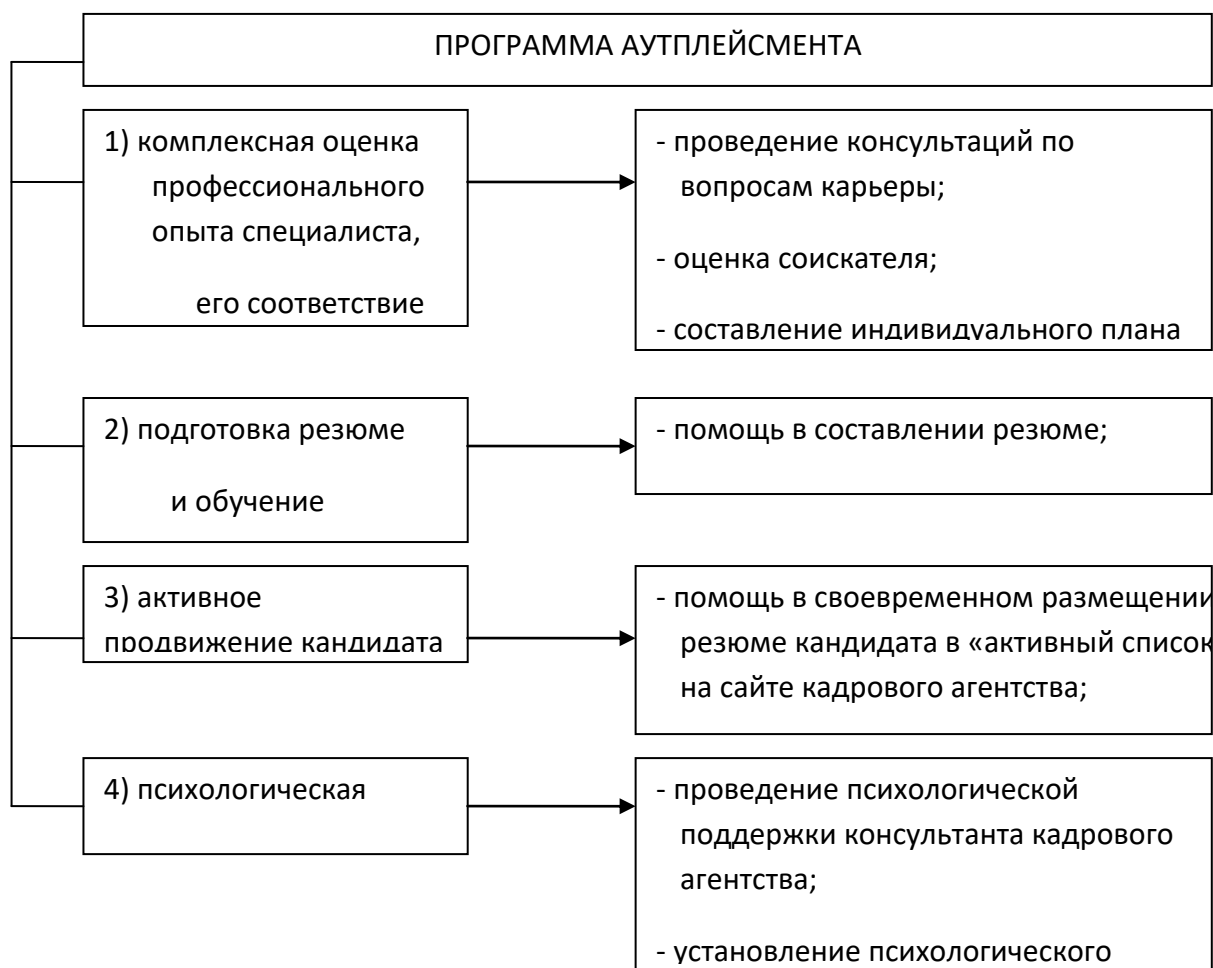 ПРОГРАММА АУТПЛЕЙСМЕНТА
1) комплексная оценка
профессионального
опыта специалиста,
его соответствие
- проведение консультаций по
вопросам карьеры;
- оценка соискателя;
- составление индивидуального плана
2) подготовка резюме
и обучение
- помощь в составлении резюме;
3) активное
продвижение кандидата
- помощь в своевременном размещении
резюме кандидата в «активный список
на сайте кадрового агентства;
4) психологическая
- проведение психологической
поддержки консультанта кадрового
агентства;
- установление психологического